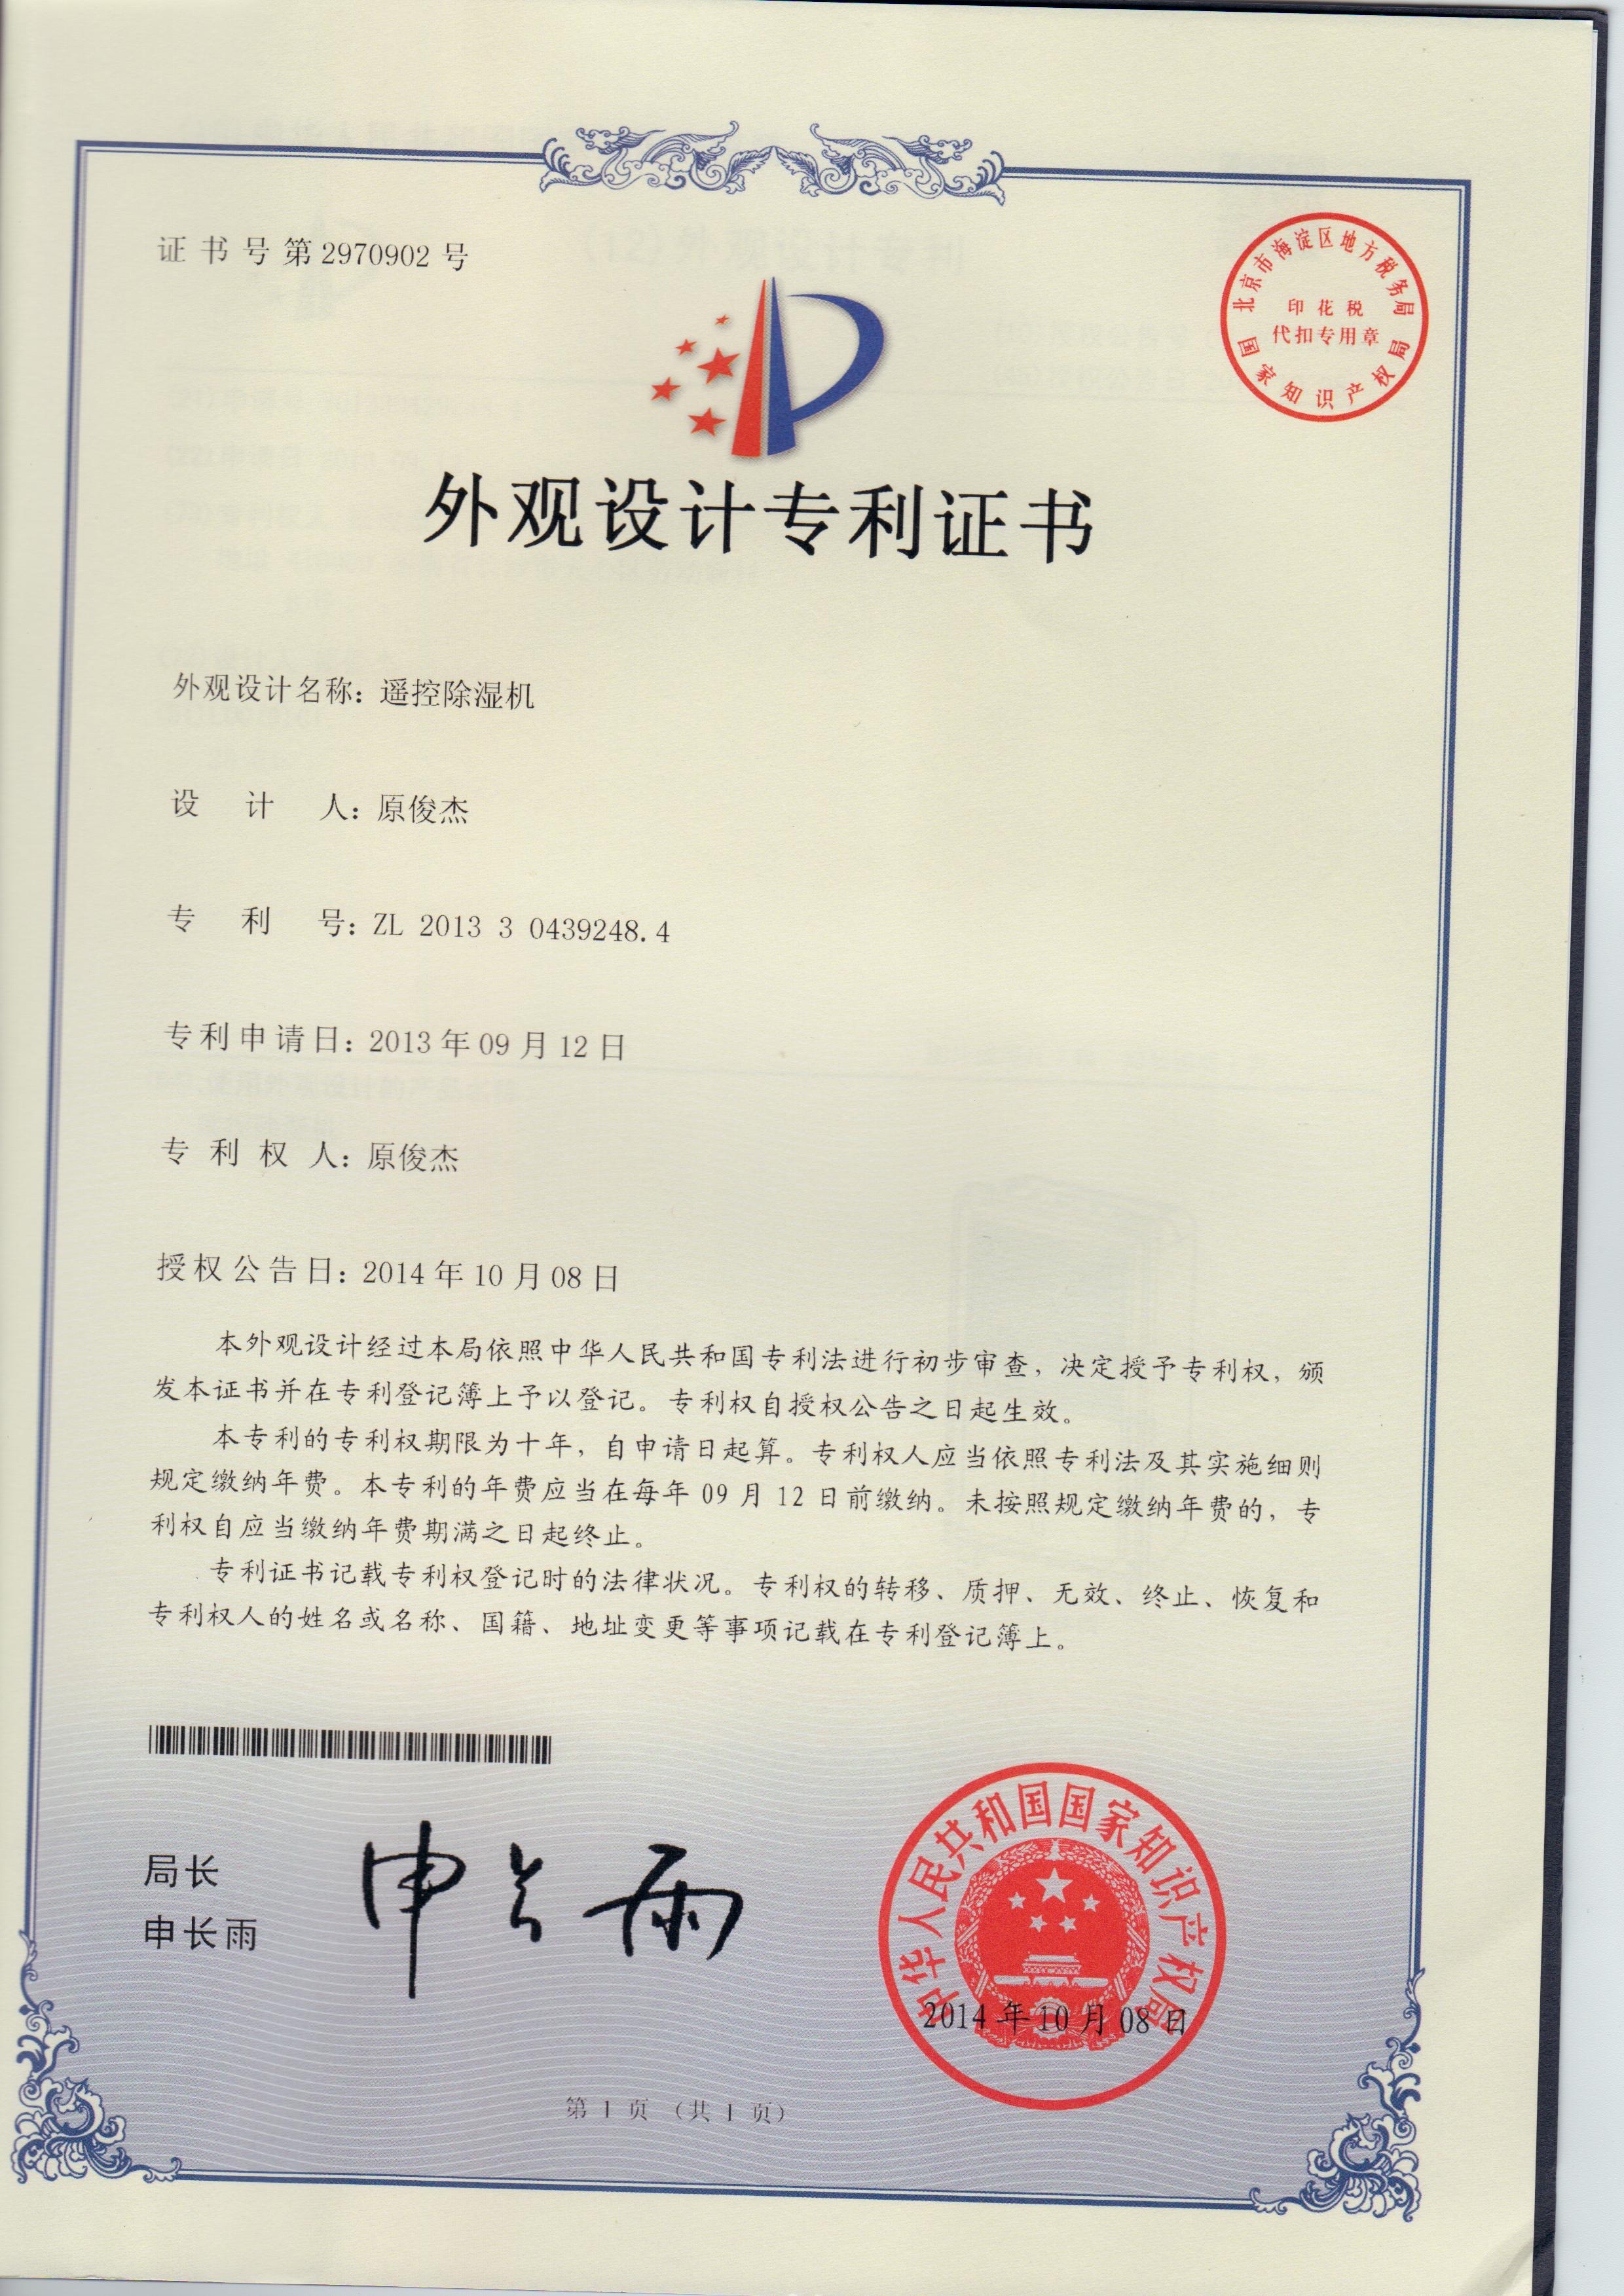 证书号第2970902号
北京市海淀区地方税务局
印花税
代扣专用章
国家知识产权局
外观设计专利证书
外观设计名称：遥控除湿机
设计人：原俊杰
专利号：ZL 2013 3 0439248.4
专利申请日：2013年09月12日
专利权人：原俊杰
授权公告日：2014年10月08日
本外观设计经过本局依照中华人民共和国专利法进行初步审查，决定授予专利权，颁
发本证书并在专利登记簿上予以登记。专利权自授权公告之日起生效。
本专利的专利权期限为十年，自申请日起算。专利权人应当依照专利法及其实施细则
规定缴纳年费。本专利的年费应当在每年09月12日前缴纳。未按照规定缴纳年费的，专
利权自应当缴纳年费期满之日起终止。
专利证书记载专利权登记时的法律状况。专利权的转移、质押、无效、终止、恢复和
专利权人的姓名或名称、国籍、地址变更等事项记载在专利登记簿上。
局长
申长雨
申长雨
中华人民共和国国家知识产权局
2014年10月08日
第1页（共1页）